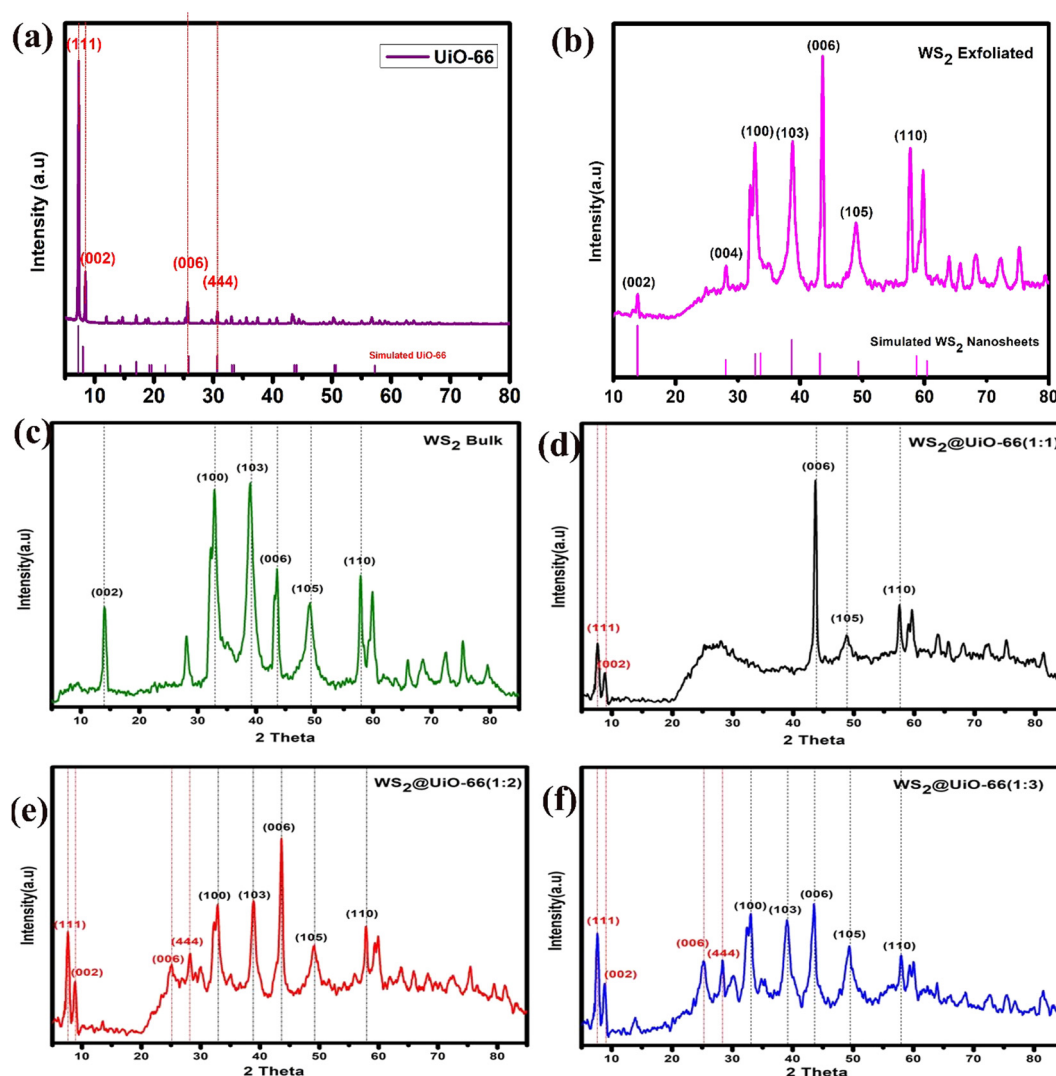 (a)
(111)
UiO-66
(002)
(006)
(444)
Simulated UiO-66
Intensity (a.u)
10 20 30 40 50 60 70 80
(b)
WS2 Exfoliated
(006)
(100)
(103)
(110)
(105)
(004)
(002)
Simulated WS2 Nanosheets
Intensity(a.u)
10 20 30 40 50 60 70 80
(c)
WS2 Bulk
(103)
(100)
(006)
(110)
(105)
(002)
Intensity(a.u)
10 20 30 40 50 60 70 80
2 Theta
(d)
WS2@UiO-66(1:1)
(006)
(110)
(105)
(111)
(002)
Intensity(a.u)
10 20 30 40 50 60 70 80
2 Theta
(e)
WS2@UiO-66(1:2)
(006)
(100)
(103)
(110)
(111)
(444)
(105)
(006)
(002)
Intensity(a.u)
10 20 30 40 50 60 70 80
2 Theta
(f)
WS2@UiO-66(1:3)
(006)
(100)
(103)
(111)
(105)
(006)
(444)
(110)
(002)
Intensity(a.u)
10 20 30 40 50 60 70 80
2 Theta